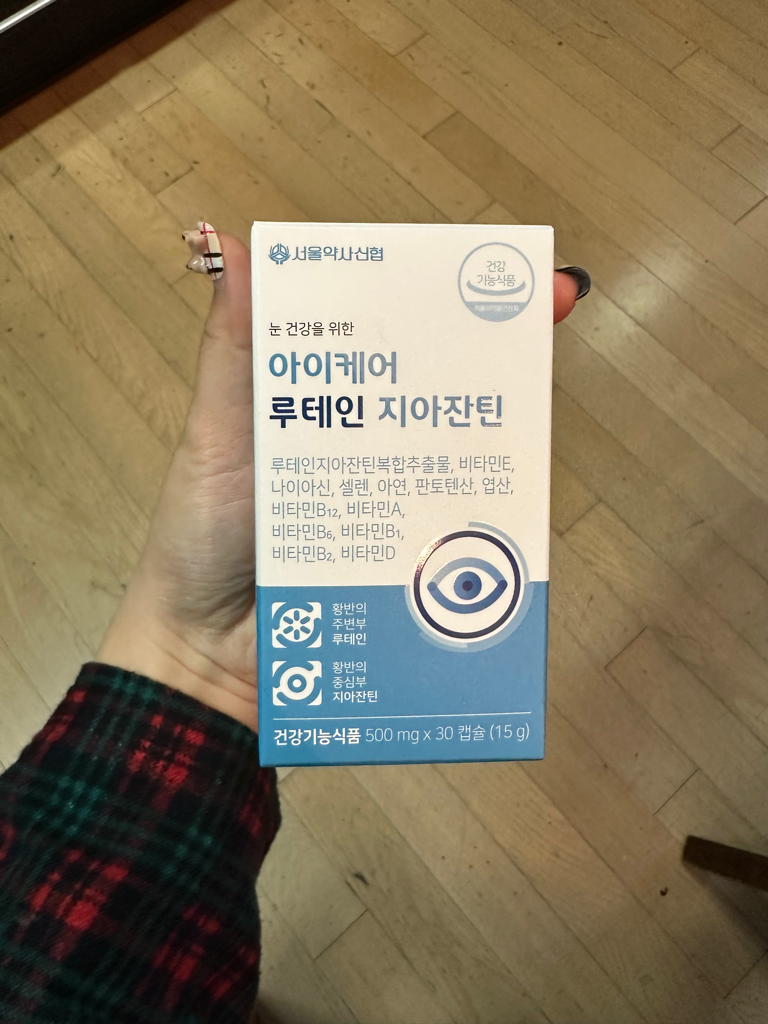 서울약사신협
건강
기능식품
눈 건강을 위한
아이케어
루테인 지아잔틴
루테인지아잔틴복합추출물, 비타민E,
나이아신, 셀렌, 아연, 판토텐산, 엽산,
비타민B₁₂, 비타민A,
비타민B₆, 비타민B₁,
비타민B₂, 비타민D
황반의
주변부
루테인
황반의
중심부
지아잔틴
건강기능식품 500 mg x 30 캡슐 (15 g)